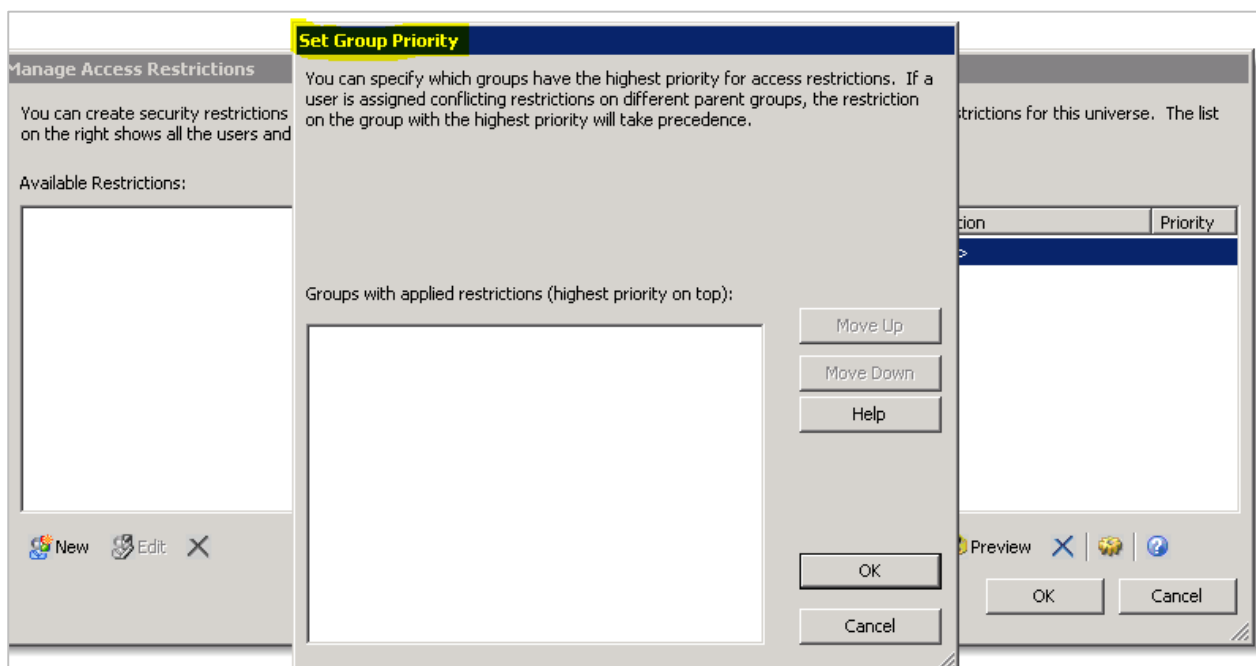 Set Group Priority
Manage Access Restrictions
You can specify which groups have the highest priority for access restrictions. If a
user is assigned conflicting restrictions on different parent groups, the restriction
on the group with the highest priority will take precedence.
You can create security restrictions
on the right shows all the users and
strictions for this universe. The list
Available Restrictions:
tion
Priority
>
Groups with applied restrictions (highest priority on top):
Move Up
Move Down
Help
New
Edit
Preview
OK
Cancel
OK
Cancel